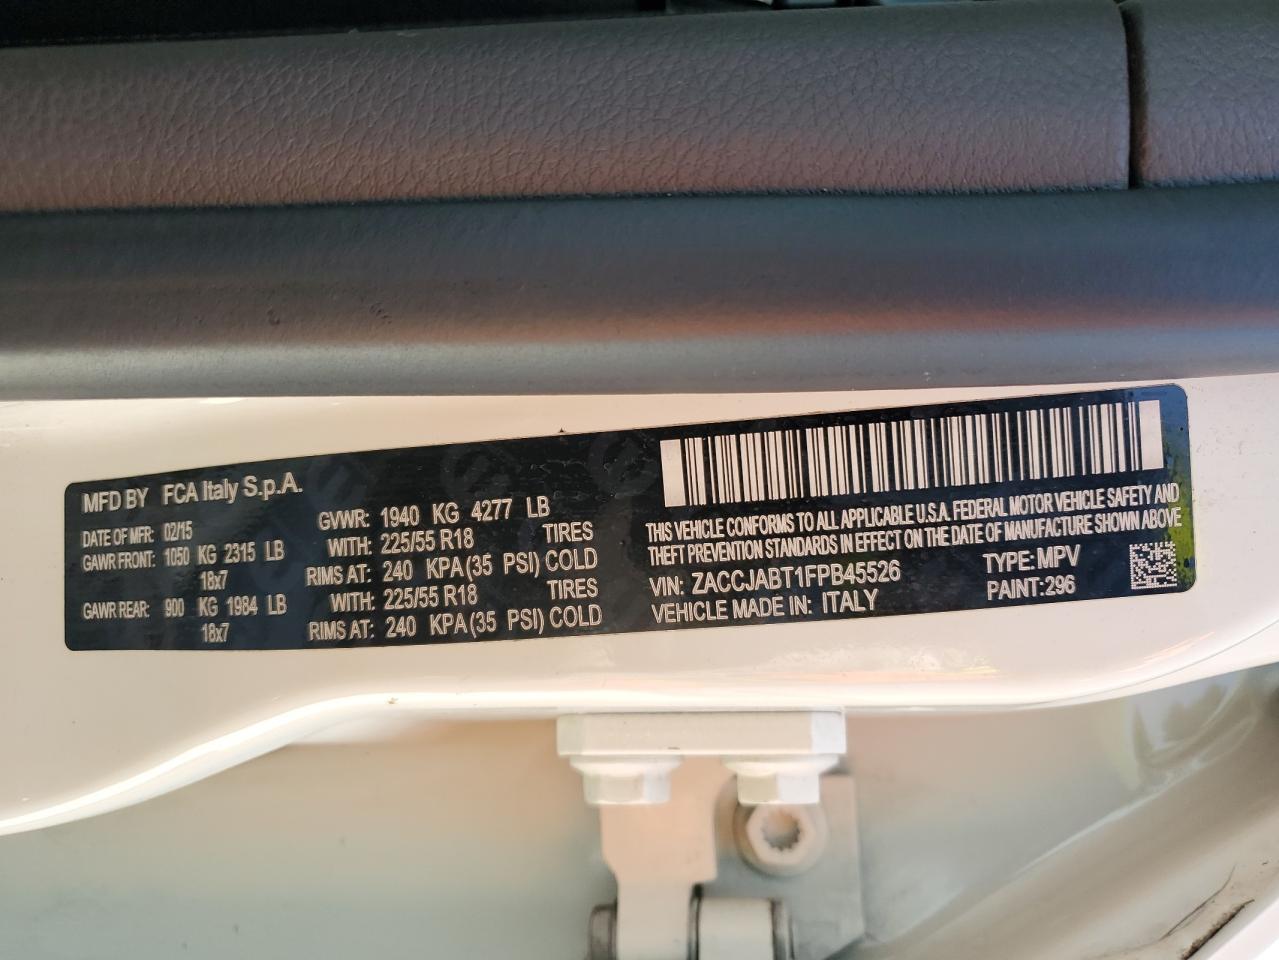 MFD BY FCA Italy S.p.A.
DATE OF MFR: 02/15
GVWR: 1940 KG 4277 LB
GAWR FRONT: 1050 KG 2315 LB
WITH: 225/55 R18 TIRES
18x7
RIMS AT: 240 KPA(35 PSI) COLD
GAWR REAR: 900 KG 1984 LB
WITH: 225/55 R18 TIRES
18x7
RIMS AT: 240 KPA(35 PSI) COLD
THIS VEHICLE CONFORMS TO ALL APPLICABLE U.S.A. FEDERAL MOTOR VEHICLE SAFETY AND
THEFT PREVENTION STANDARDS IN EFFECT ON THE DATE OF MANUFACTURE SHOWN ABOVE
VIN: ZACCJABT1FPB45526 TYPE: MPV
VEHICLE MADE IN: ITALY PAINT:296